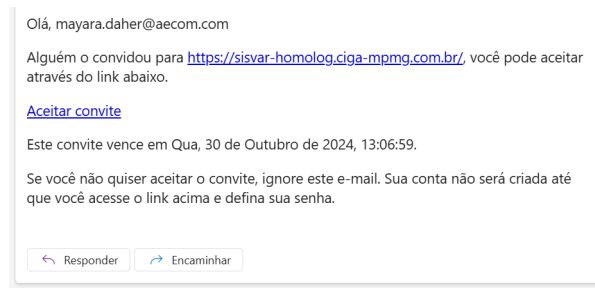 Olá, mayara.daher@aecom.com
Alguém o convidou para https://sisvar-homolog.ciga-mpmg.com.br/, você pode aceitar
através do link abaixo.
Aceitar convite
Este convite vence em Qua, 30 de Outubro de 2024, 13:06:59.
Se você não quiser aceitar o convite, ignore este e-mail. Sua conta não será criada até
que você acesse o link acima e defina sua senha.
Responder Encaminhar